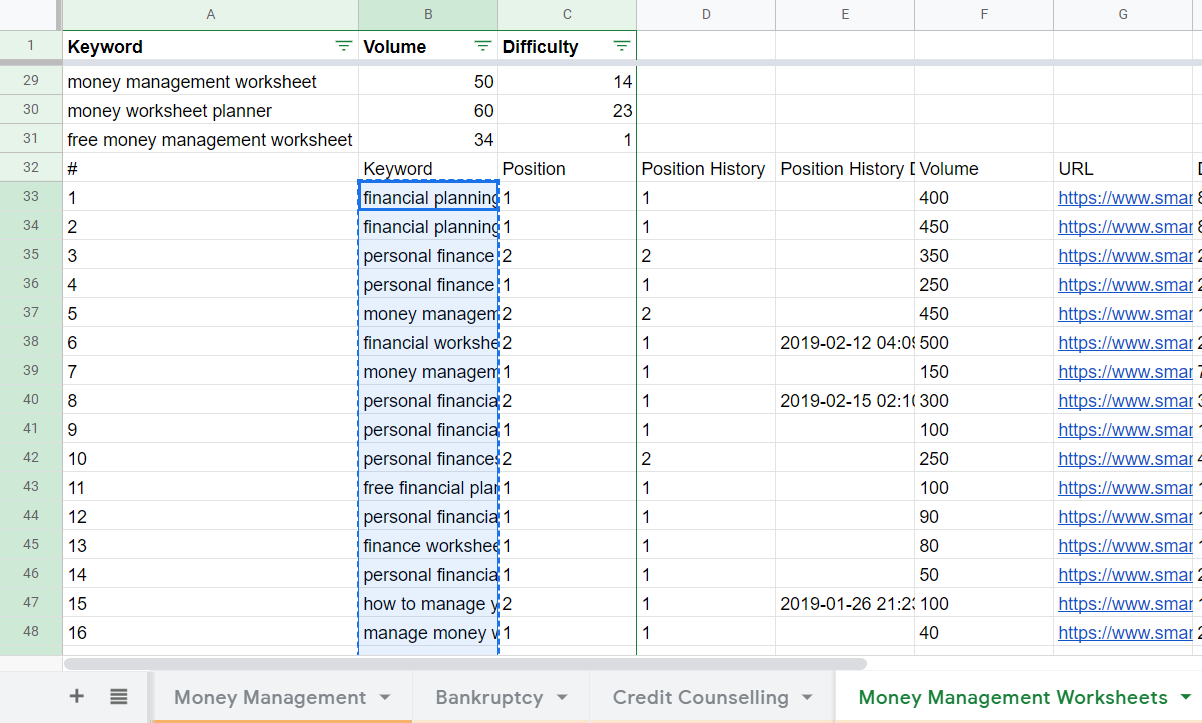 A B C D E F G
1 Keyword Volume Difficulty
29 money management worksheet 50 14
30 money worksheet planner 60 23
31 free money management worksheet 34 1
32 # Keyword Position Position History Position History Volume URL
33 1 financial planning 1 1 400 https://www.smar
34 2 financial planning 1 1 450 https://www.smar
35 3 personal finance 2 2 350 https://www.smar
36 4 personal finance 1 1 250 https://www.smar
37 5 money managem 2 2 450 https://www.smar
38 6 financial workshe 2 1 2019-02-12 04:09 500 https://www.smar
39 7 money managem 1 1 150 https://www.smar
40 8 personal financia 2 1 2019-02-15 02:10 300 https://www.smar
41 9 personal financia 1 1 100 https://www.smar
42 10 personal finances 2 2 250 https://www.smar
43 11 free financial plan 1 1 100 https://www.smar
44 12 personal financia 1 1 90 https://www.smar
45 13 finance workshee 1 1 80 https://www.smar
46 14 personal financia 1 1 50 https://www.smar
47 15 how to manage y 2 1 2019-01-26 21:23 100 https://www.smar
48 16 manage money w 1 1 40 https://www.smar
+ Money Management Bankruptcy Credit Counselling Money Management Worksheets